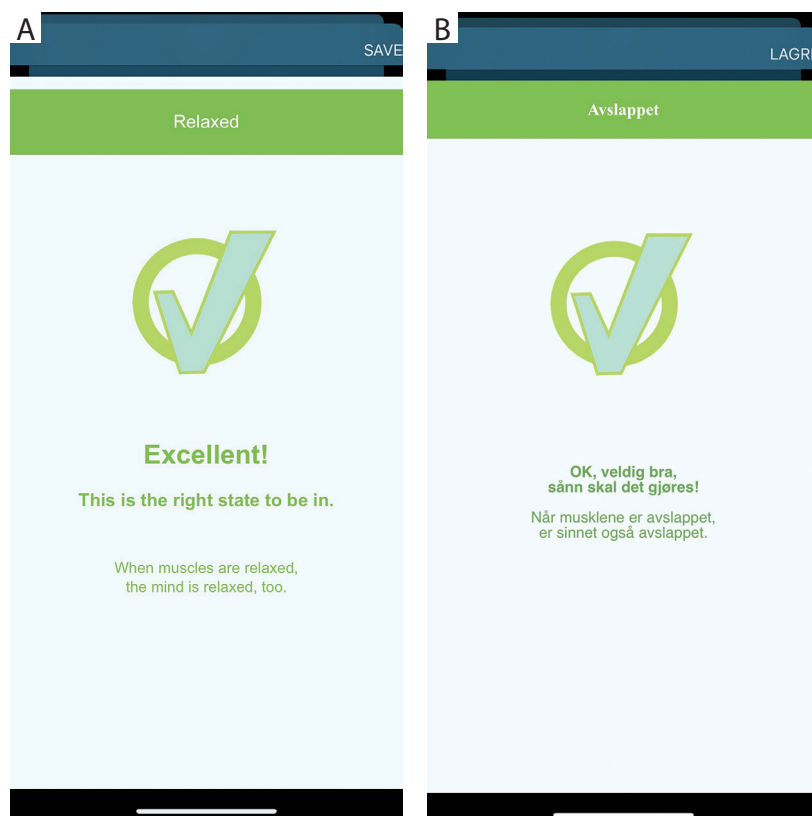 A
SAVE
Relaxed
Excellent!
This is the right state to be in.
When muscles are relaxed,
the mind is relaxed, too.
B
LAGR
Avslappet
OK, veldig bra,
sånn skal det gjøres!
Når musklene er avslappet,
er sinnet også avslappet.